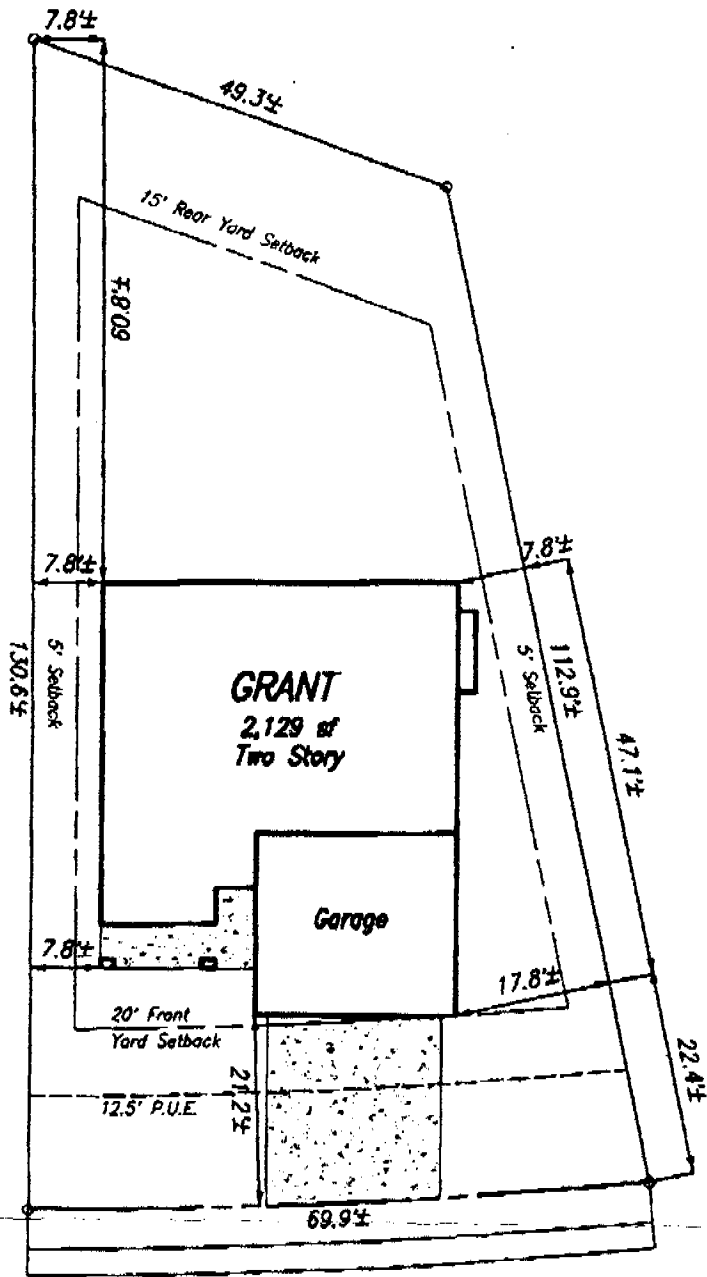 7.8'±
49.3'±
15' Rear Yard Setback
60.8'±
7.8'±
7.8'±
130.6'±
5' Setback
GRANT
2,129 sf
Two Story
5' Setback
112.9'±
47.1'±
Garage
7.8'±
17.8'±
20' Front
Yard Setback
21.2'±
22.4'±
12.5' P.U.E.
69.9'±